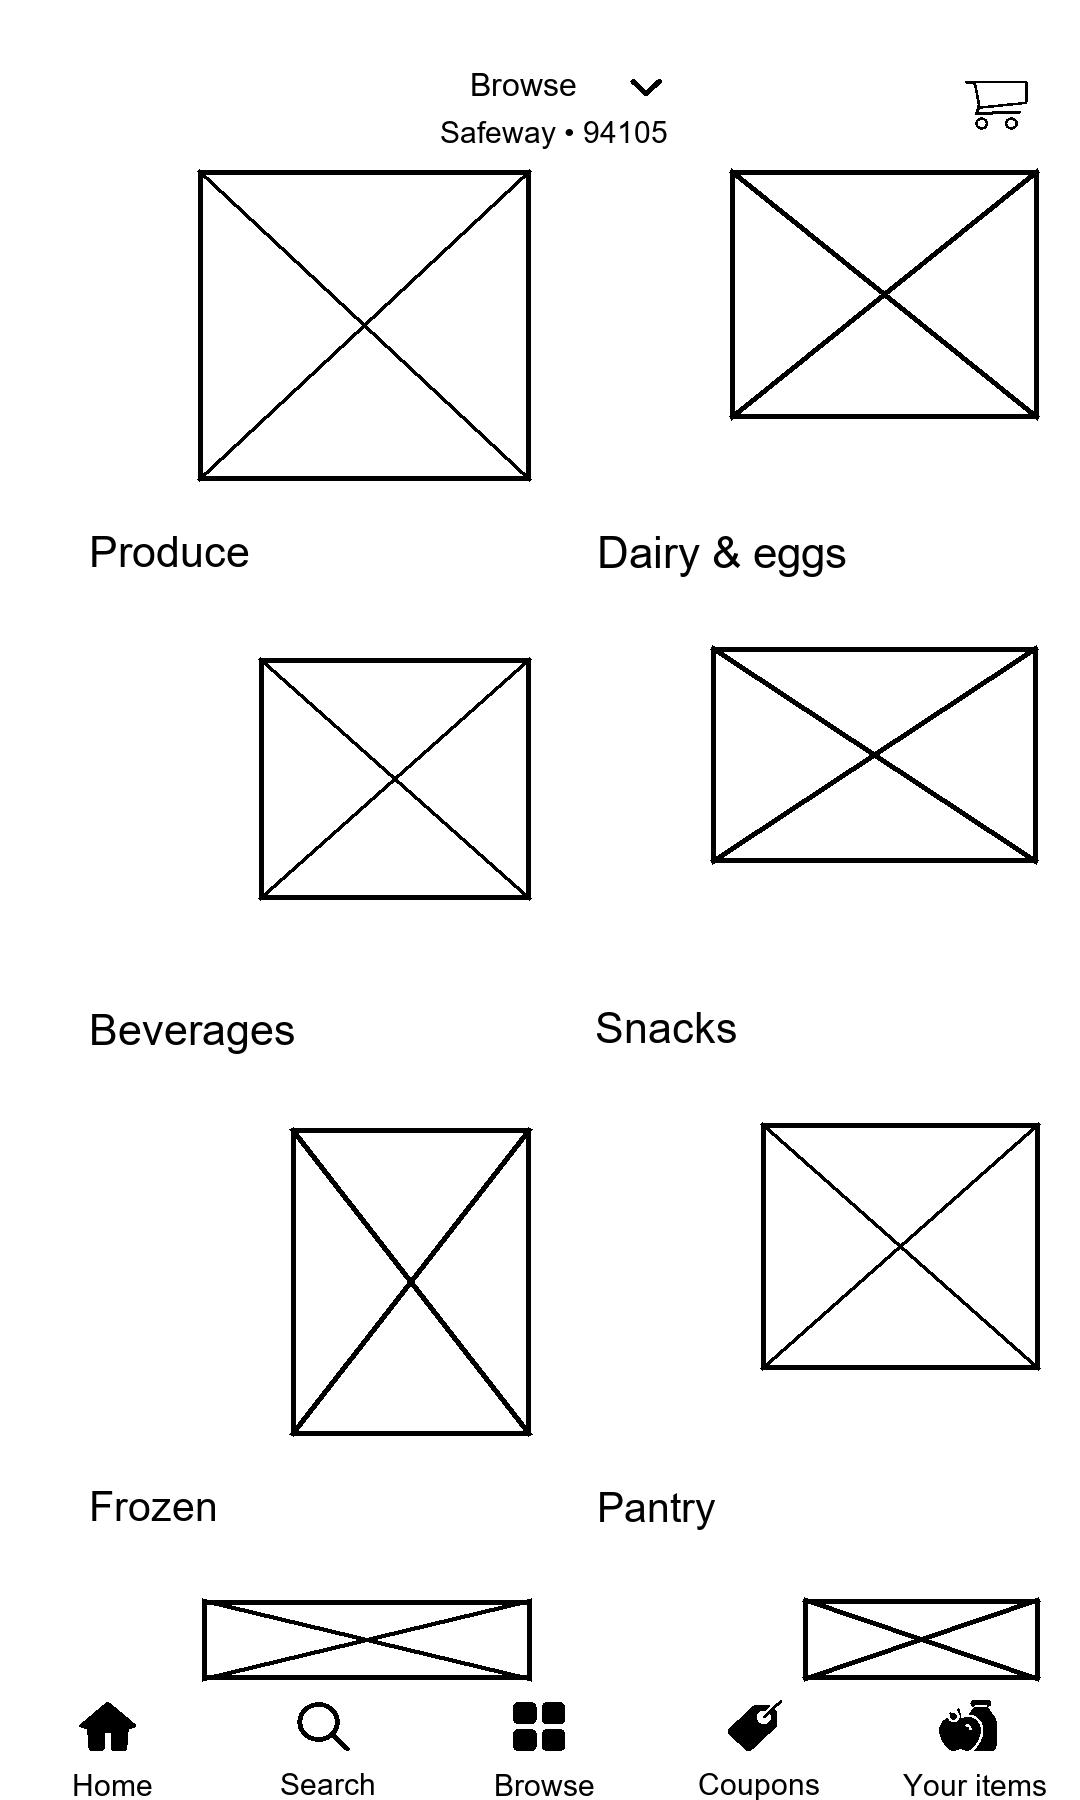 Browse
Safeway • 94105
Produce
Dairy & eggs
Beverages
Snacks
Frozen
Pantry
Home
Search
Browse
Coupons
Your items